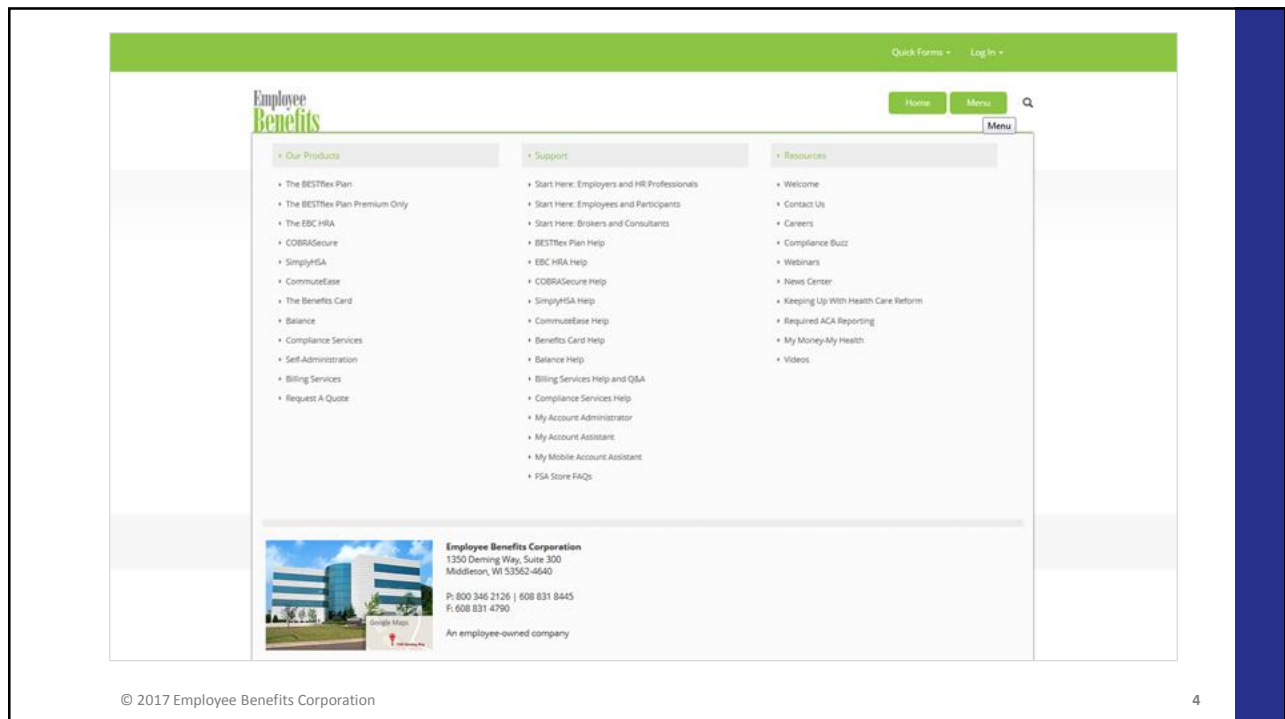 Quick Forms Log In
Employee
Benefits
Home Menu
Menu
Our Products
The BESTflex Plan
The BESTflex Plan Premium Only
The EBC HRA
COBRASecure
SimplyHSA
CommuteEase
The Benefits Card
Balance
Compliance Services
Self-Administration
Billing Services
Request A Quote
Support
Start Here: Employers and HR Professionals
Start Here: Employees and Participants
Start Here: Brokers and Consultants
BESTflex Plan Help
EBC HRA Help
COBRASecure Help
SimplyHSA Help
CommuteEase Help
Benefits Card Help
Balance Help
Billing Services Help and Q&A
Compliance Services Help
My Account Administrator
My Account Assistant
My Mobile Account Assistant
FSA Store FAQs
Resources
Welcome
Contact Us
Careers
Compliance Buzz
Webinars
News Center
Keeping Up With Health Care Reform
Required ACA Reporting
My Money-My Health
Videos
Google Maps
Employee Benefits Corporation
1350 Deming Way, Suite 300
Middleton, WI 53562-4640
P: 800 346 2126 | 608 831 8445
F: 608 831 4790
An employee-owned company
© 2017 Employee Benefits Corporation
4